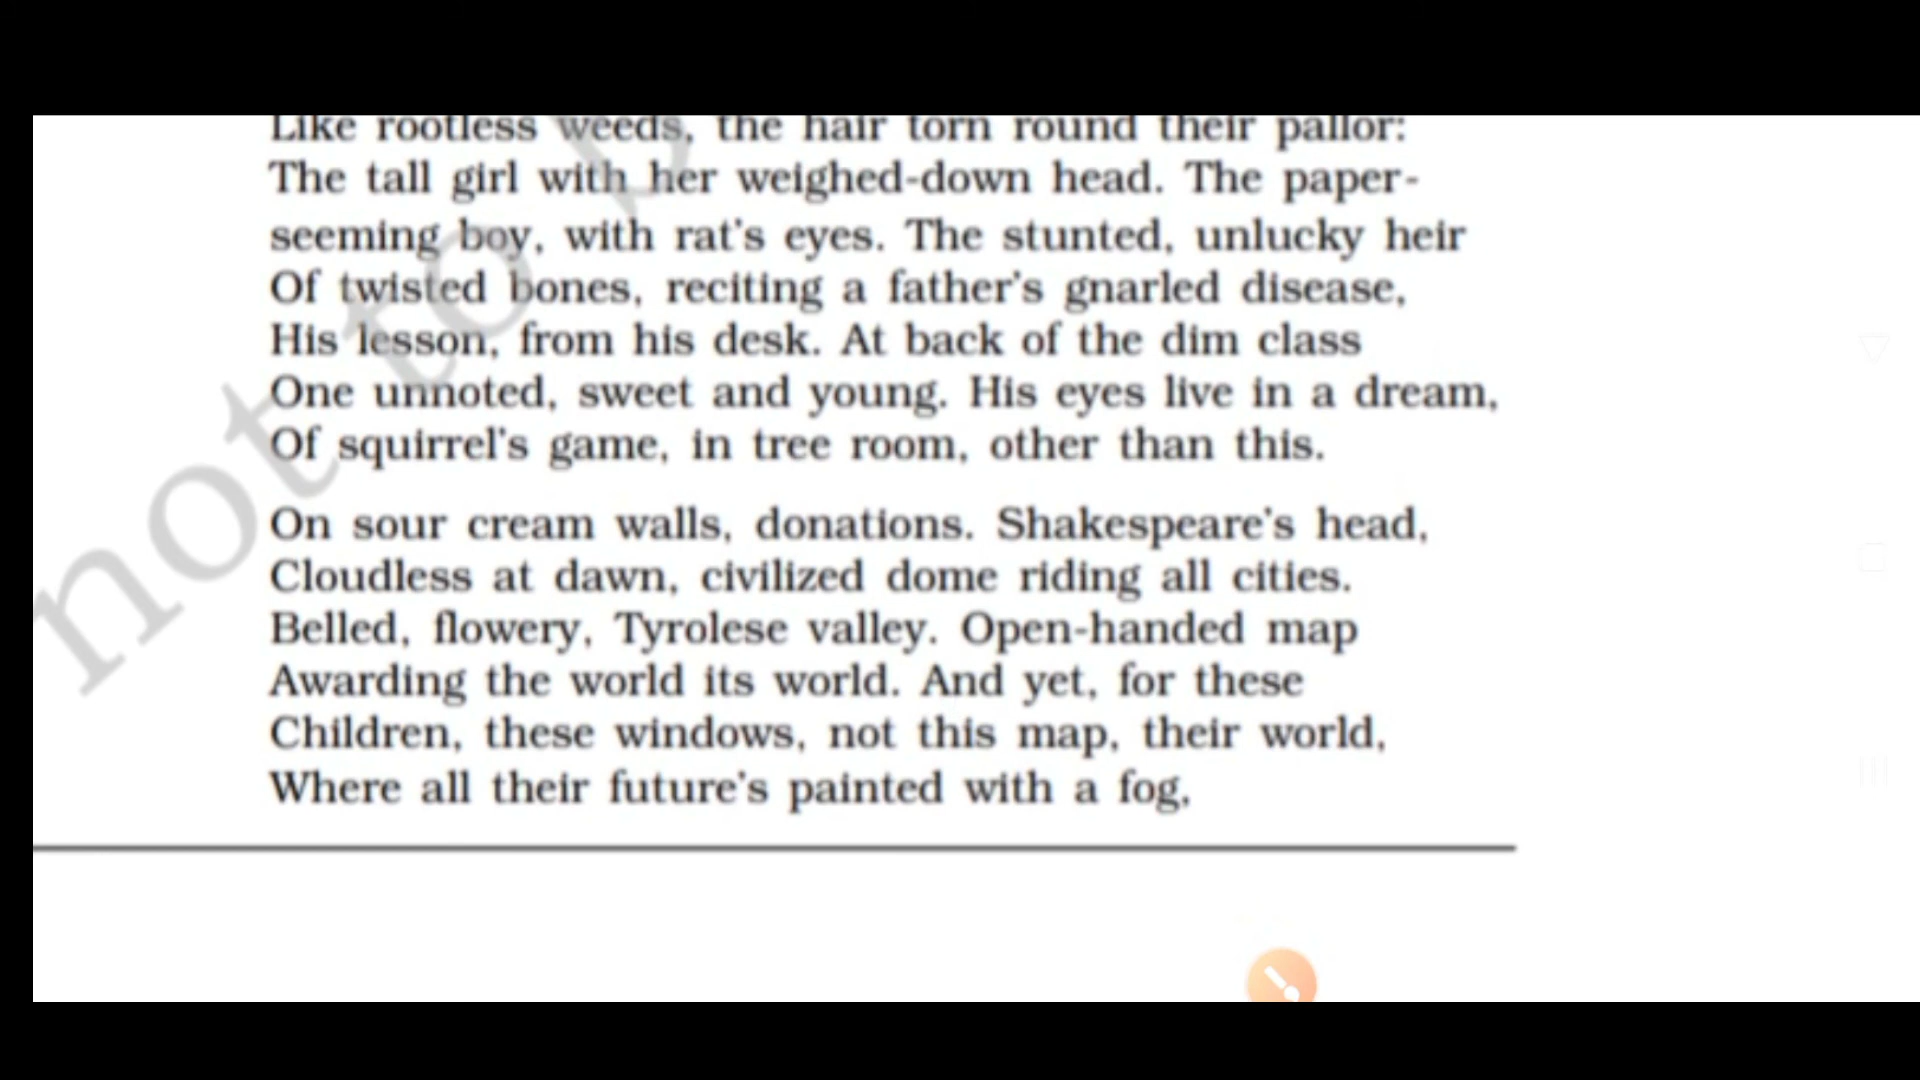 Like rootless weeds, the hair torn round their pallor:
The tall girl with her weighed-down head. The paper-
seeming boy, with rat's eyes. The stunted, unlucky heir
Of twisted bones, reciting a father's gnarled disease,
His lesson, from his desk. At back of the dim class
One unnoted, sweet and young. His eyes live in a dream,
Of squirrel's game, in tree room, other than this.
On sour cream walls, donations. Shakespeare's head,
Cloudless at dawn, civilized dome riding all cities.
Belled, flowery, Tyrolese valley. Open-handed map
Awarding the world its world. And yet, for these
Children, these windows, not this map, their world,
Where all their future's painted with a fog,
not to b